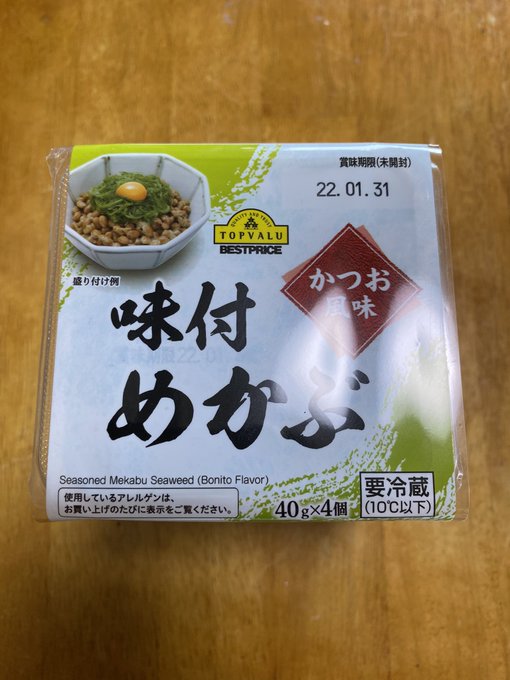 賞味期限(未開封)
22.01.31
QUALITY AND TRUST
TOPVALU
BESTPRICE
盛り付け例
かつお
風味
味付
めかぶ
Seasoned Mekabu Seaweed (Bonito Flavor)
使用しているアレルゲンは、
お買い上げのたびに表示をご覧ください。
40g×4個
要冷蔵
(10℃以下)